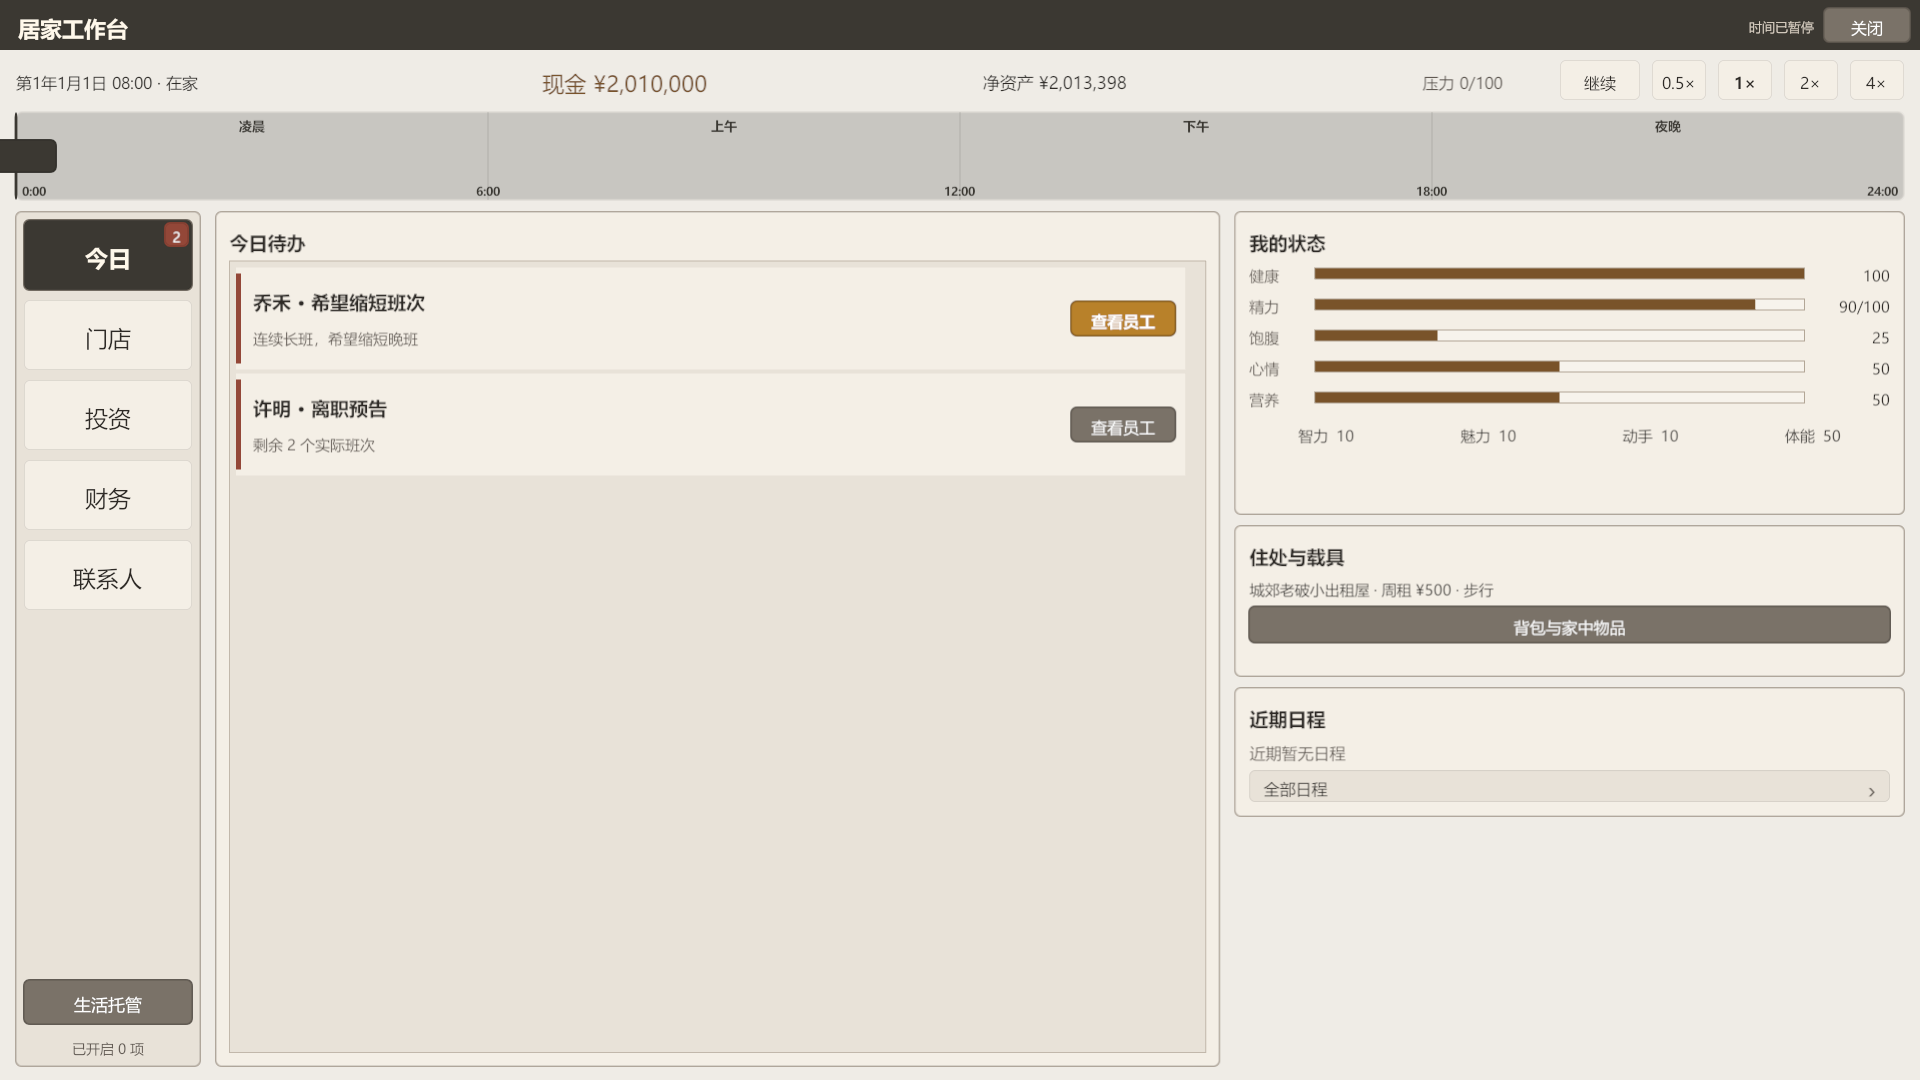 居家工作台
时间已暂停
关闭
第1年1月1日 08:00 · 在家
现金 ¥2,010,000
净资产 ¥2,013,398
压力 0/100
继续
0.5×
1×
2×
4×
凌晨
上午
下午
夜晚
0:00
6:00
12:00
18:00
24:00
今日
2
门店
投资
财务
联系人
生活托管
已开启 0 项
今日待办
乔禾・希望缩短班次
连续长班，希望缩短晚班
查看员工
许明・离职预告
剩余 2 个实际班次
查看员工
我的状态
健康 100
精力 90/100
饱腹 25
心情 50
营养 50
智力 10 魅力 10 动手 10 体能 50
住处与载具
城郊老破小出租屋 · 周租 ¥500 · 步行
背包与家中物品
近期日程
近期暂无日程
全部日程 ›